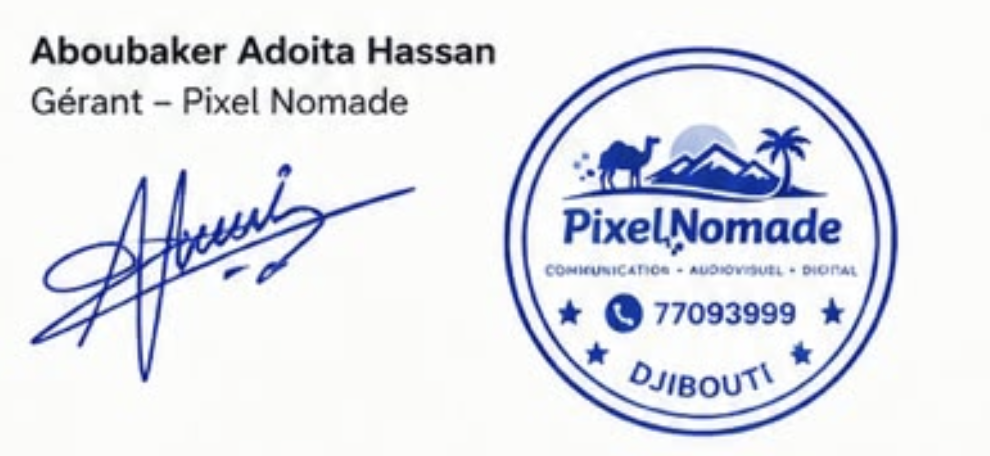 Aboubaker Adoita Hassan
Gérant – Pixel Nomade
PixelNomade
COMMUNICATION • AUDIOVISUEL • DIGITAL
77093999
DJIBOUTI